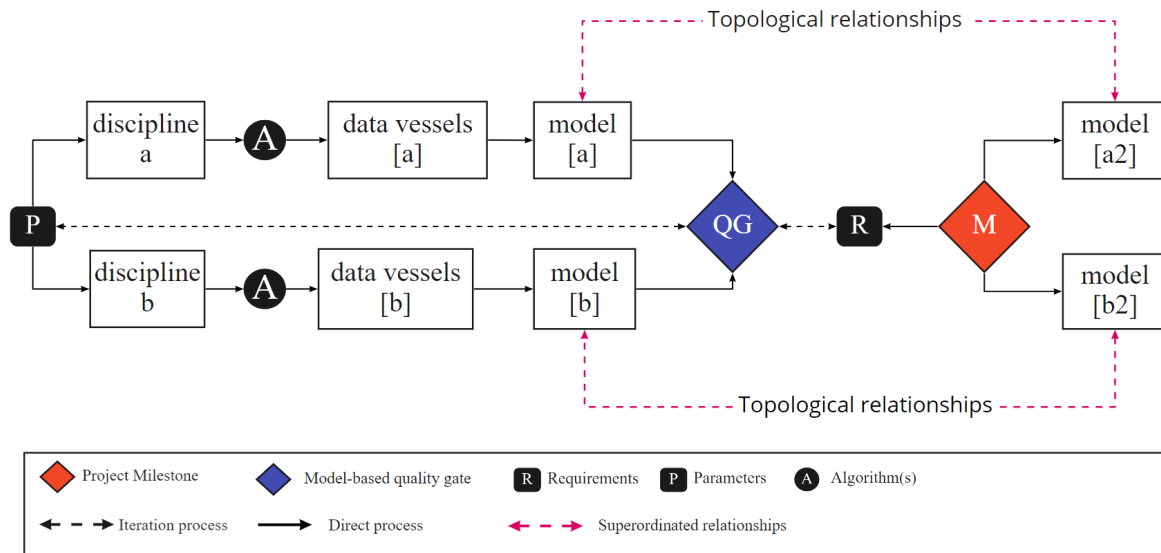 Topological relationships
discipline
a
A
data vessels
[a]
model
[a]
model
[a2]
P
QG
R
M
discipline
b
A
data vessels
[b]
model
[b]
model
[b2]
Topological relationships
Project Milestone
Model-based quality gate
R Requirements
P Parameters
A Algorithm(s)
Iteration process
Direct process
Superordinated relationships